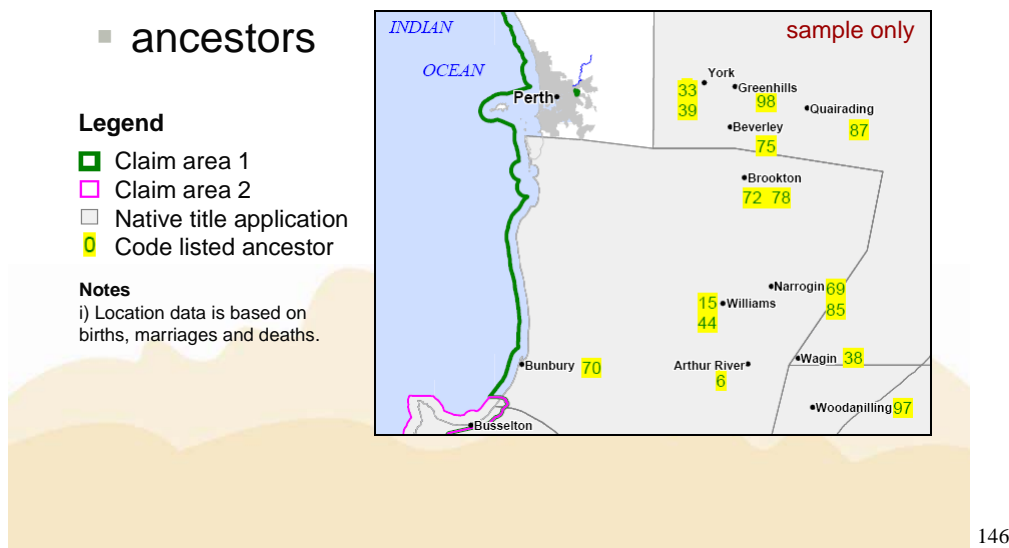 ▪ ancestors
Legend
Claim area 1
Claim area 2
Native title application
0 Code listed ancestor
Notes
i) Location data is based on
births, marriages and deaths.
INDIAN
OCEAN
sample only
Perth
York
33
39
Greenhills
98
Quairading
87
Beverley
75
Brookton
72 78
Narrogin 69
85
15 Williams
44
Bunbury 70
Arthur River
6
Wagin 38
Woodanilling 97
Busselton
146